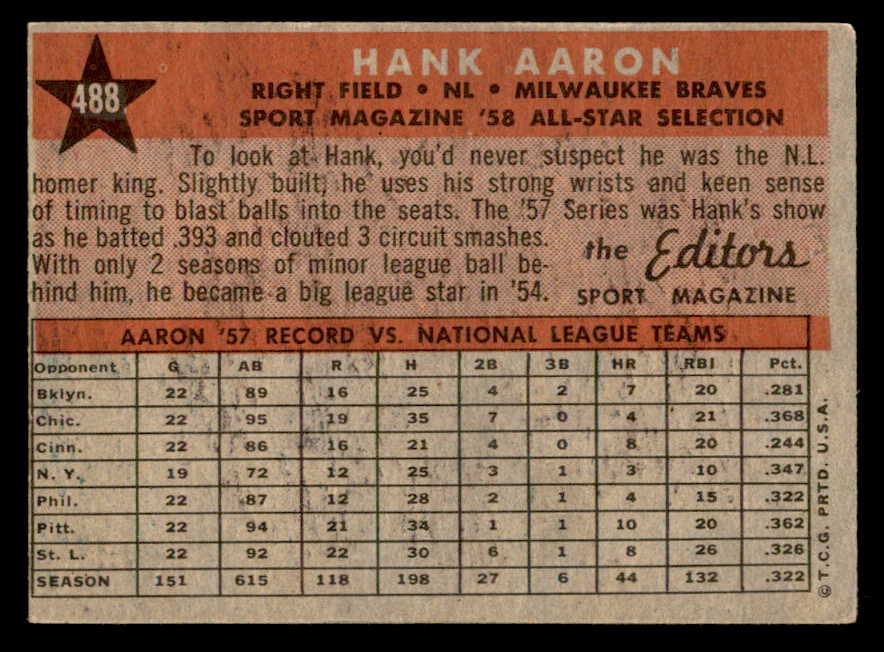 488
HANK AARON
RIGHT FIELD • NL • MILWAUKEE BRAVES
SPORT MAGAZINE '58 ALL-STAR SELECTION
To look at Hank, you'd never suspect he was the N.L.
homer king. Slightly built, he uses his strong wrists and keen sense
of timing to blast balls into the seats. The '57 Series was Hank's show
as he batted .393 and clouted 3 circuit smashes.
With only 2 seasons of minor league ball be-
hind him, he became a big league star in '54.
the Editors
SPORT MAGAZINE
AARON '57 RECORD VS. NATIONAL LEAGUE TEAMS
Opponent G AB R H 2B 3B HR RBI Pct.
Bklyn. 22 89 16 25 4 2 7 20 .281
Chic. 22 95 19 35 7 0 4 21 .368
Cinn. 22 86 16 21 4 0 8 20 .244
N. Y. 19 72 12 25 3 1 3 10 .347
Phil. 22 87 12 28 2 1 4 15 .322
Pitt. 22 94 21 34 1 1 10 20 .362
St. L. 22 92 22 30 6 1 8 26 .326
SEASON 151 615 118 198 27 6 44 132 .322
© T.C.G. PRTD. U.S.A.